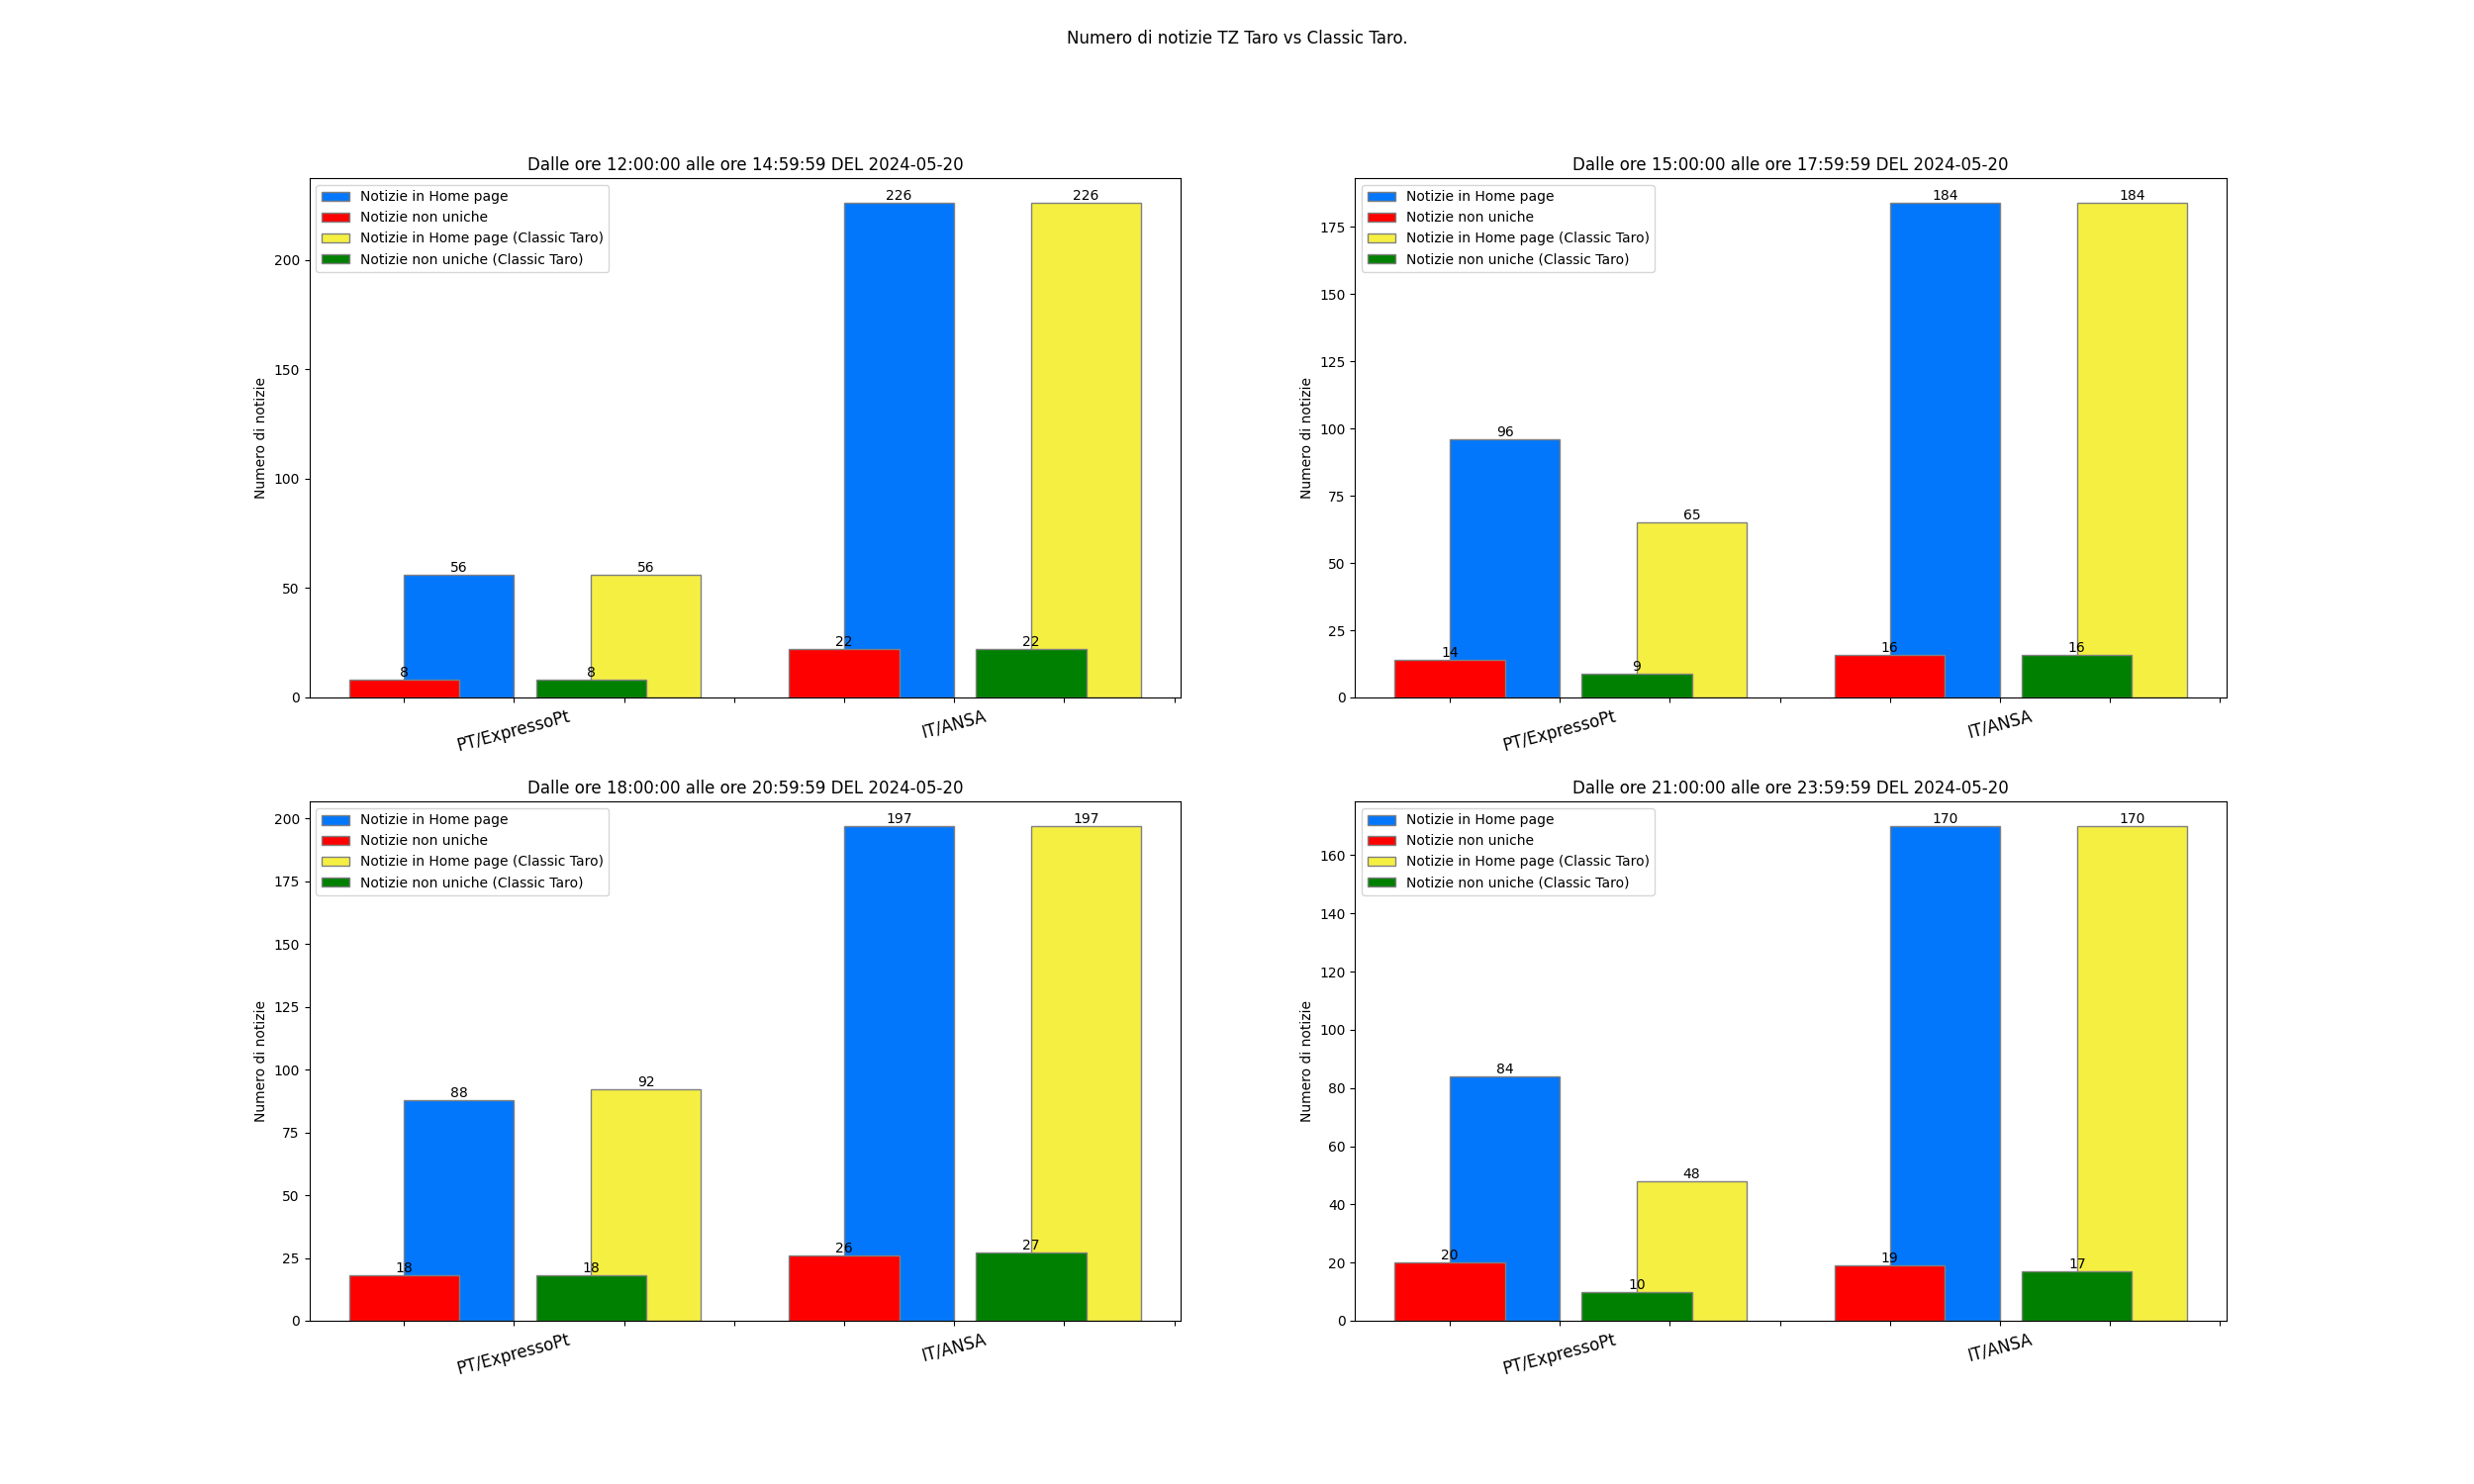 Numero di notizie TZ Taro vs Classic Taro.
Dalle ore 12:00:00 alle ore 14:59:59 DEL 2024-05-20
Notizie in Home page
Notizie non uniche
Notizie in Home page (Classic Taro)
Notizie non uniche (Classic Taro)
Numero di notizie
200
150
100
50
0
56
56
226
226
8
8
22
22
PT/ExpressoPt
IT/ANSA
Dalle ore 15:00:00 alle ore 17:59:59 DEL 2024-05-20
Notizie in Home page
Notizie non uniche
Notizie in Home page (Classic Taro)
Notizie non uniche (Classic Taro)
Numero di notizie
175
150
125
100
75
50
25
0
96
65
184
184
14
9
16
16
PT/ExpressoPt
IT/ANSA
Dalle ore 18:00:00 alle ore 20:59:59 DEL 2024-05-20
Notizie in Home page
Notizie non uniche
Notizie in Home page (Classic Taro)
Notizie non uniche (Classic Taro)
Numero di notizie
200
175
150
125
100
75
50
25
0
88
92
197
197
18
18
26
27
PT/ExpressoPt
IT/ANSA
Dalle ore 21:00:00 alle ore 23:59:59 DEL 2024-05-20
Notizie in Home page
Notizie non uniche
Notizie in Home page (Classic Taro)
Notizie non uniche (Classic Taro)
Numero di notizie
160
140
120
100
80
60
40
20
0
84
48
170
170
20
10
19
17
PT/ExpressoPt
IT/ANSA